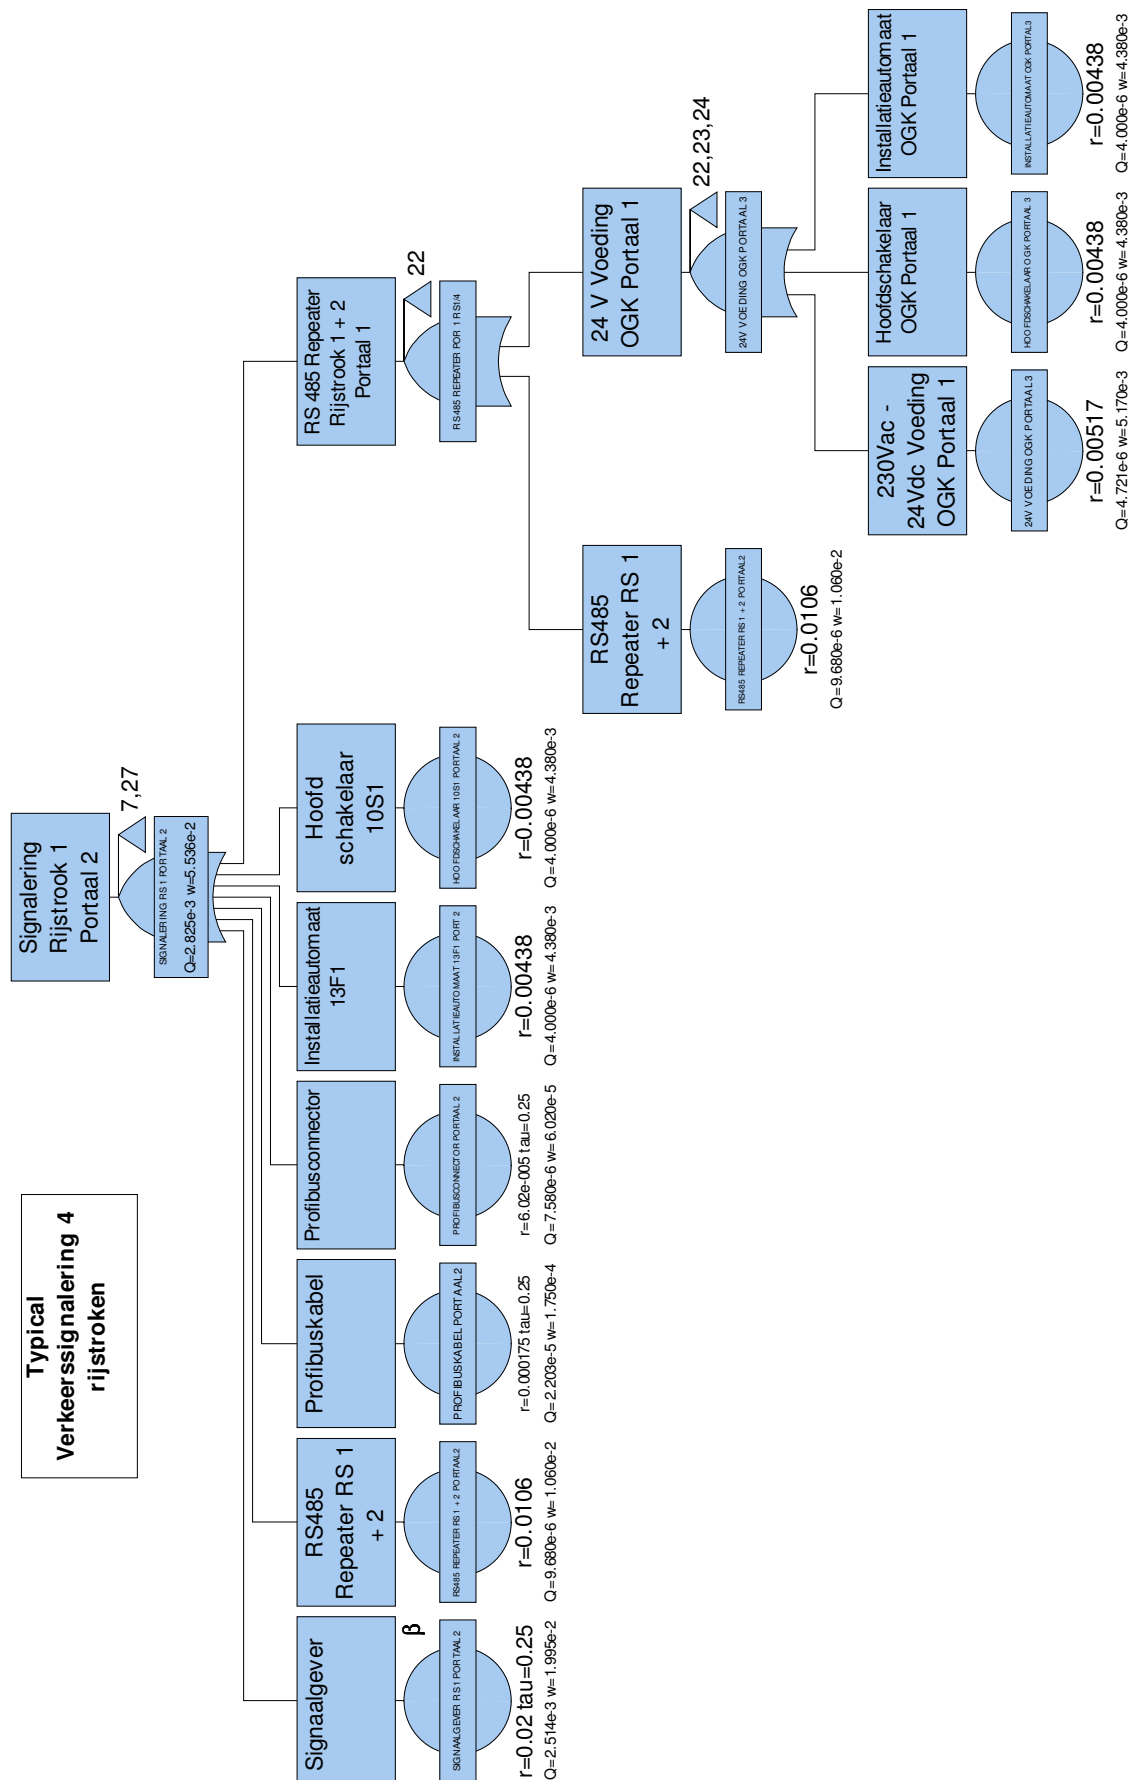 Typical
Verkeerssignalering 4
rijstroken
Signalering
Rijstrook 1
Portaal 2
7,27
SIGNALERING RS 1 PORTAAL 2
Q=2.825e-3 w=5.536e-2
Signaalgever
β
SIGNAALGEVER RS1 PORTAAL 2
r=0.02 tau=0.25
Q=2.514e-3 w=1.995e-2
RS485
Repeater RS 1
+ 2
RS485 REPEATER RS 1 + 2 PORTAAL2
r=0.0106
Q=9.680e-6 w=1.060e-2
Profibuskabel
PROFIBUSKABEL PORTAAL2
r=0.000175 tau=0.25
Q=2.203e-5 w=1.750e-4
Profibusconnector
PROFIBUSCONNECTOR PORTAAL 2
r=6.02e-005 tau=0.25
Q=7.580e-6 w=6.020e-5
Installatieautomaat
13F1
INSTALLATIEAUTOMAAT 13F1 PORT 2
r=0.00438
Q=4.000e-6 w=4.380e-3
Hoofd
schakelaar
10S1
HOOFDSCHAKELAAR 10S1 PORTAAL 2
r=0.00438
Q=4.000e-6 w=4.380e-3
RS 485 Repeater
Rijstrook 1 + 2
Portaal 1
22
RS485 REPEATER POR 1 RS1/4
RS485
Repeater RS 1
+ 2
RS485 REPEATER RS 1 + 2 PORTAAL2
r=0.0106
Q=9.680e-6 w=1.060e-2
24 V Voeding
OGK Portaal 1
22,23,24
24V VOEDING OGK PORTAAL 3
230Vac -
24Vdc Voeding
OGK Portaal 1
24V VOEDING OGK PORTAAL 3
r=0.00517
Q=4.721e-6 w=5.170e-3
Hoofdschakelaar
OGK Portaal 1
HOOFDSCHAKELAAR OGK PORTAAL 3
r=0.00438
Q=4.000e-6 w=4.380e-3
Installatieautomaat
OGK Portaal 1
INSTALLATIEAUTOMAAT OGK PORTAL3
r=0.00438
Q=4.000e-6 w=4.380e-3